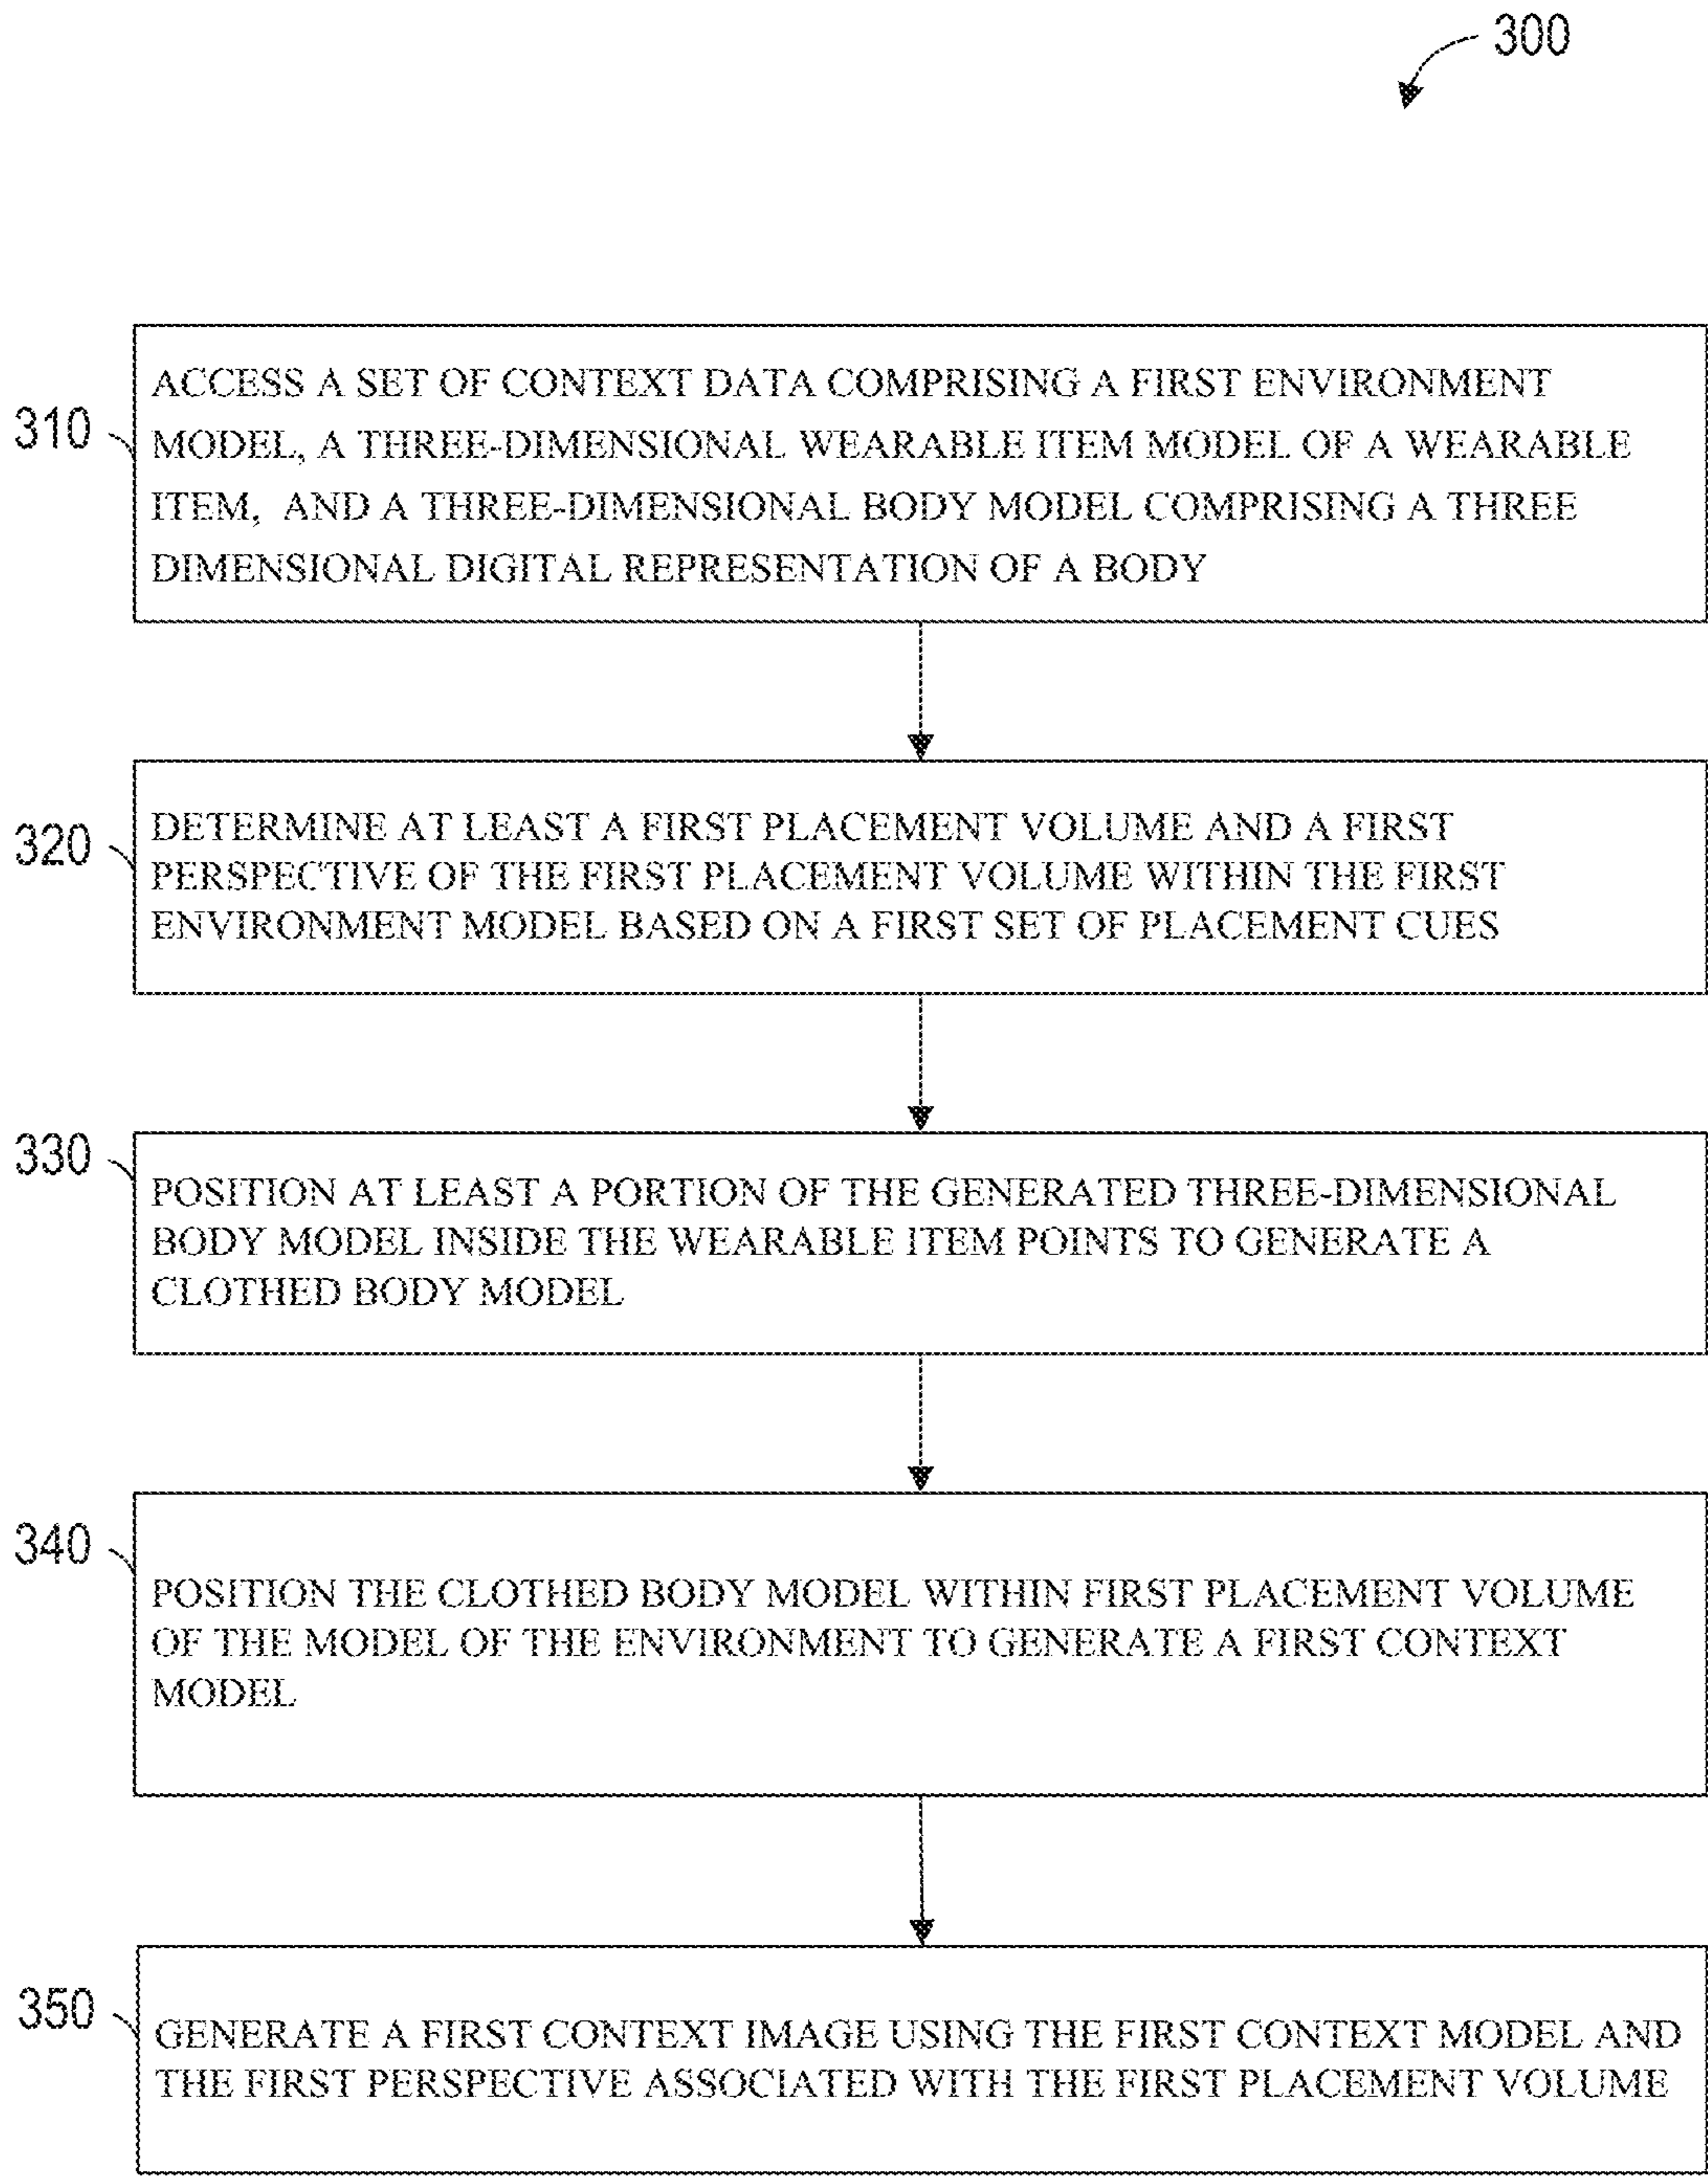 300
310
ACCESS A SET OF CONTEXT DATA COMPRISING A FIRST ENVIRONMENT
MODEL, A THREE-DIMENSIONAL WEARABLE ITEM MODEL OF A WEARABLE
ITEM, AND A THREE-DIMENSIONAL BODY MODEL COMPRISING A THREE
DIMENSIONAL DIGITAL REPRESENTATION OF A BODY
320
DETERMINE AT LEAST A FIRST PLACEMENT VOLUME AND A FIRST
PERSPECTIVE OF THE FIRST PLACEMENT VOLUME WITHIN THE FIRST
ENVIRONMENT MODEL BASED ON A FIRST SET OF PLACEMENT CUES
330
POSITION AT LEAST A PORTION OF THE GENERATED THREE-DIMENSIONAL
BODY MODEL INSIDE THE WEARABLE ITEM POINTS TO GENERATE A
CLOTHED BODY MODEL
340
POSITION THE CLOTHED BODY MODEL WITHIN FIRST PLACEMENT VOLUME
OF THE MODEL OF THE ENVIRONMENT TO GENERATE A FIRST CONTEXT
MODEL
350
GENERATE A FIRST CONTEXT IMAGE USING THE FIRST CONTEXT MODEL AND
THE FIRST PERSPECTIVE ASSOCIATED WITH THE FIRST PLACEMENT VOLUME